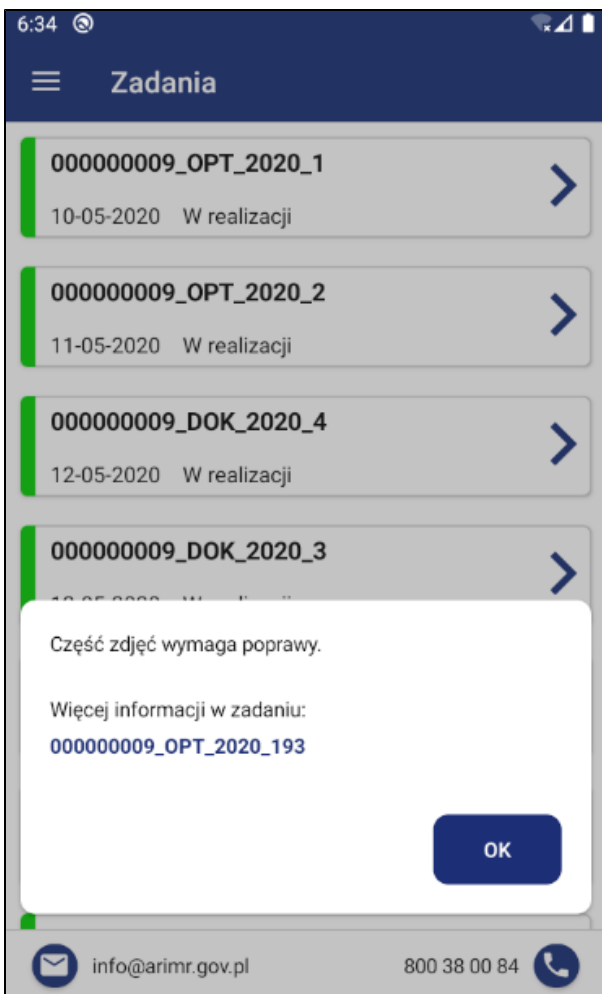 6:34
Zadania
000000009_OPT_2020_1
10-05-2020 W realizacji
000000009_OPT_2020_2
11-05-2020 W realizacji
000000009_DOK_2020_4
12-05-2020 W realizacji
000000009_DOK_2020_3
Część zdjęć wymaga poprawy.
Więcej informacji w zadaniu:
000000009_OPT_2020_193
OK
info@arimr.gov.pl 800 38 00 84